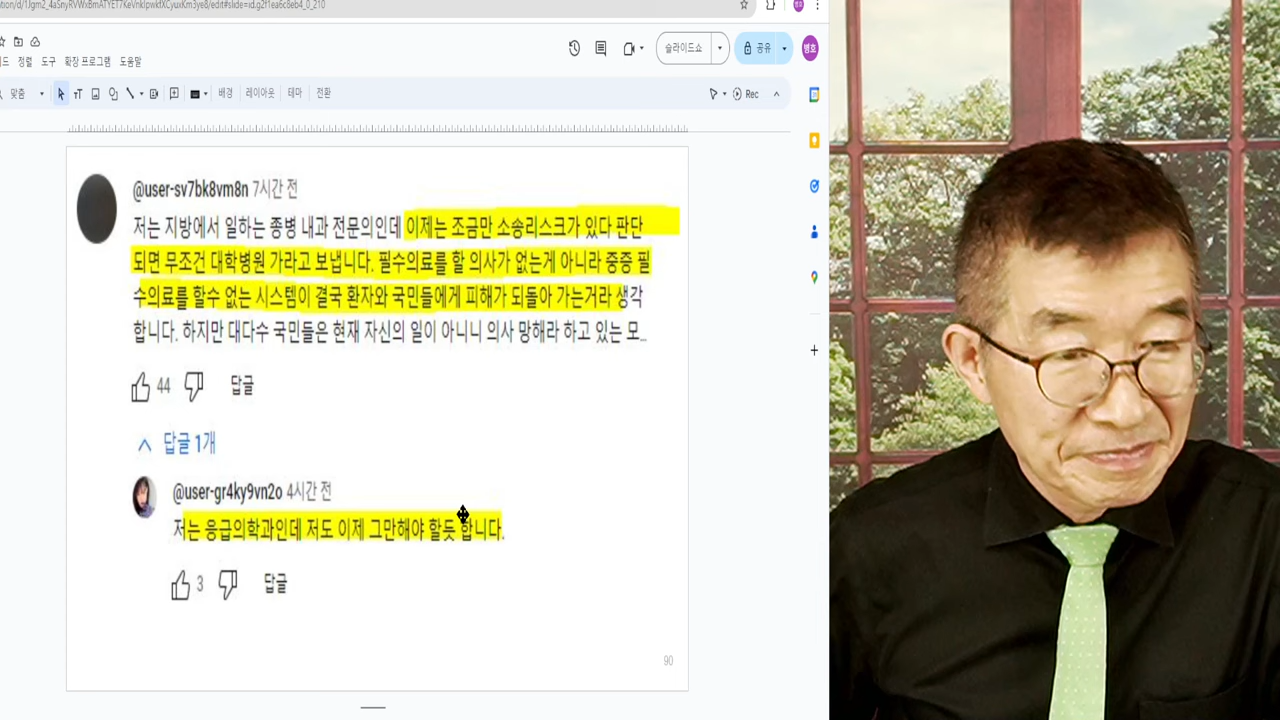 정렬 도구 확장 프로그램 도움말
슬라이드쇼
공유
병호
맞춤
배경 레이아웃 테마 전환
Rec
@user-sv7bk8vm8n 7시간 전
저는 지방에서 일하는 종병 내과 전문의인데 이제는 조금만 소송리스크가 있다 판단
되면 무조건 대학병원 가라고 보냅니다. 필수의료를 할 의사가 없는게 아니라 중증 필
수의료를 할수 없는 시스템이 결국 환자와 국민들에게 피해가 되돌아 가는거라 생각
합니다. 하지만 대다수 국민들은 현재 자신의 일이 아니니 의사 망해라 하고 있는 모...
44 답글
답글 1개
@user-gr4ky9vn2o 4시간 전
저는 응급의학과인데 저도 이제 그만해야 할듯 합니다.
3 답글
90